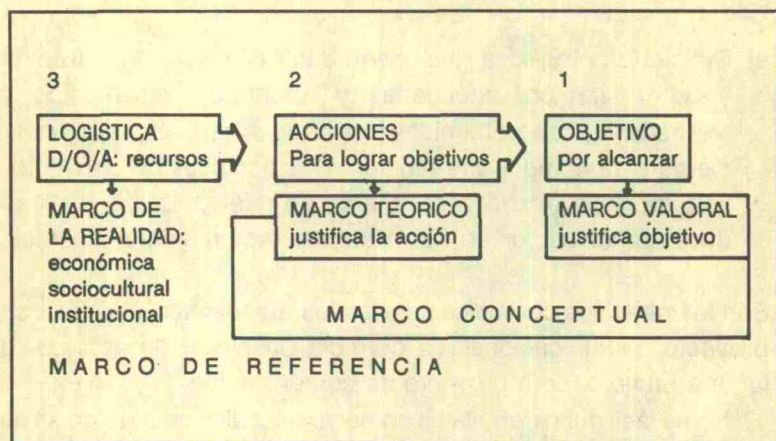 3
2
1
LOGISTICA
D/O/A: recursos
ACCIONES
Para lograr objetivos
OBJETIVO
por alcanzar
MARCO DE
LA REALIDAD:
económica
sociocultural
institucional
MARCO TEORICO
justifica la acción
MARCO VALORAL
justifica objetivo
MARCO CONCEPTUAL
MARCO DE REFERENCIA